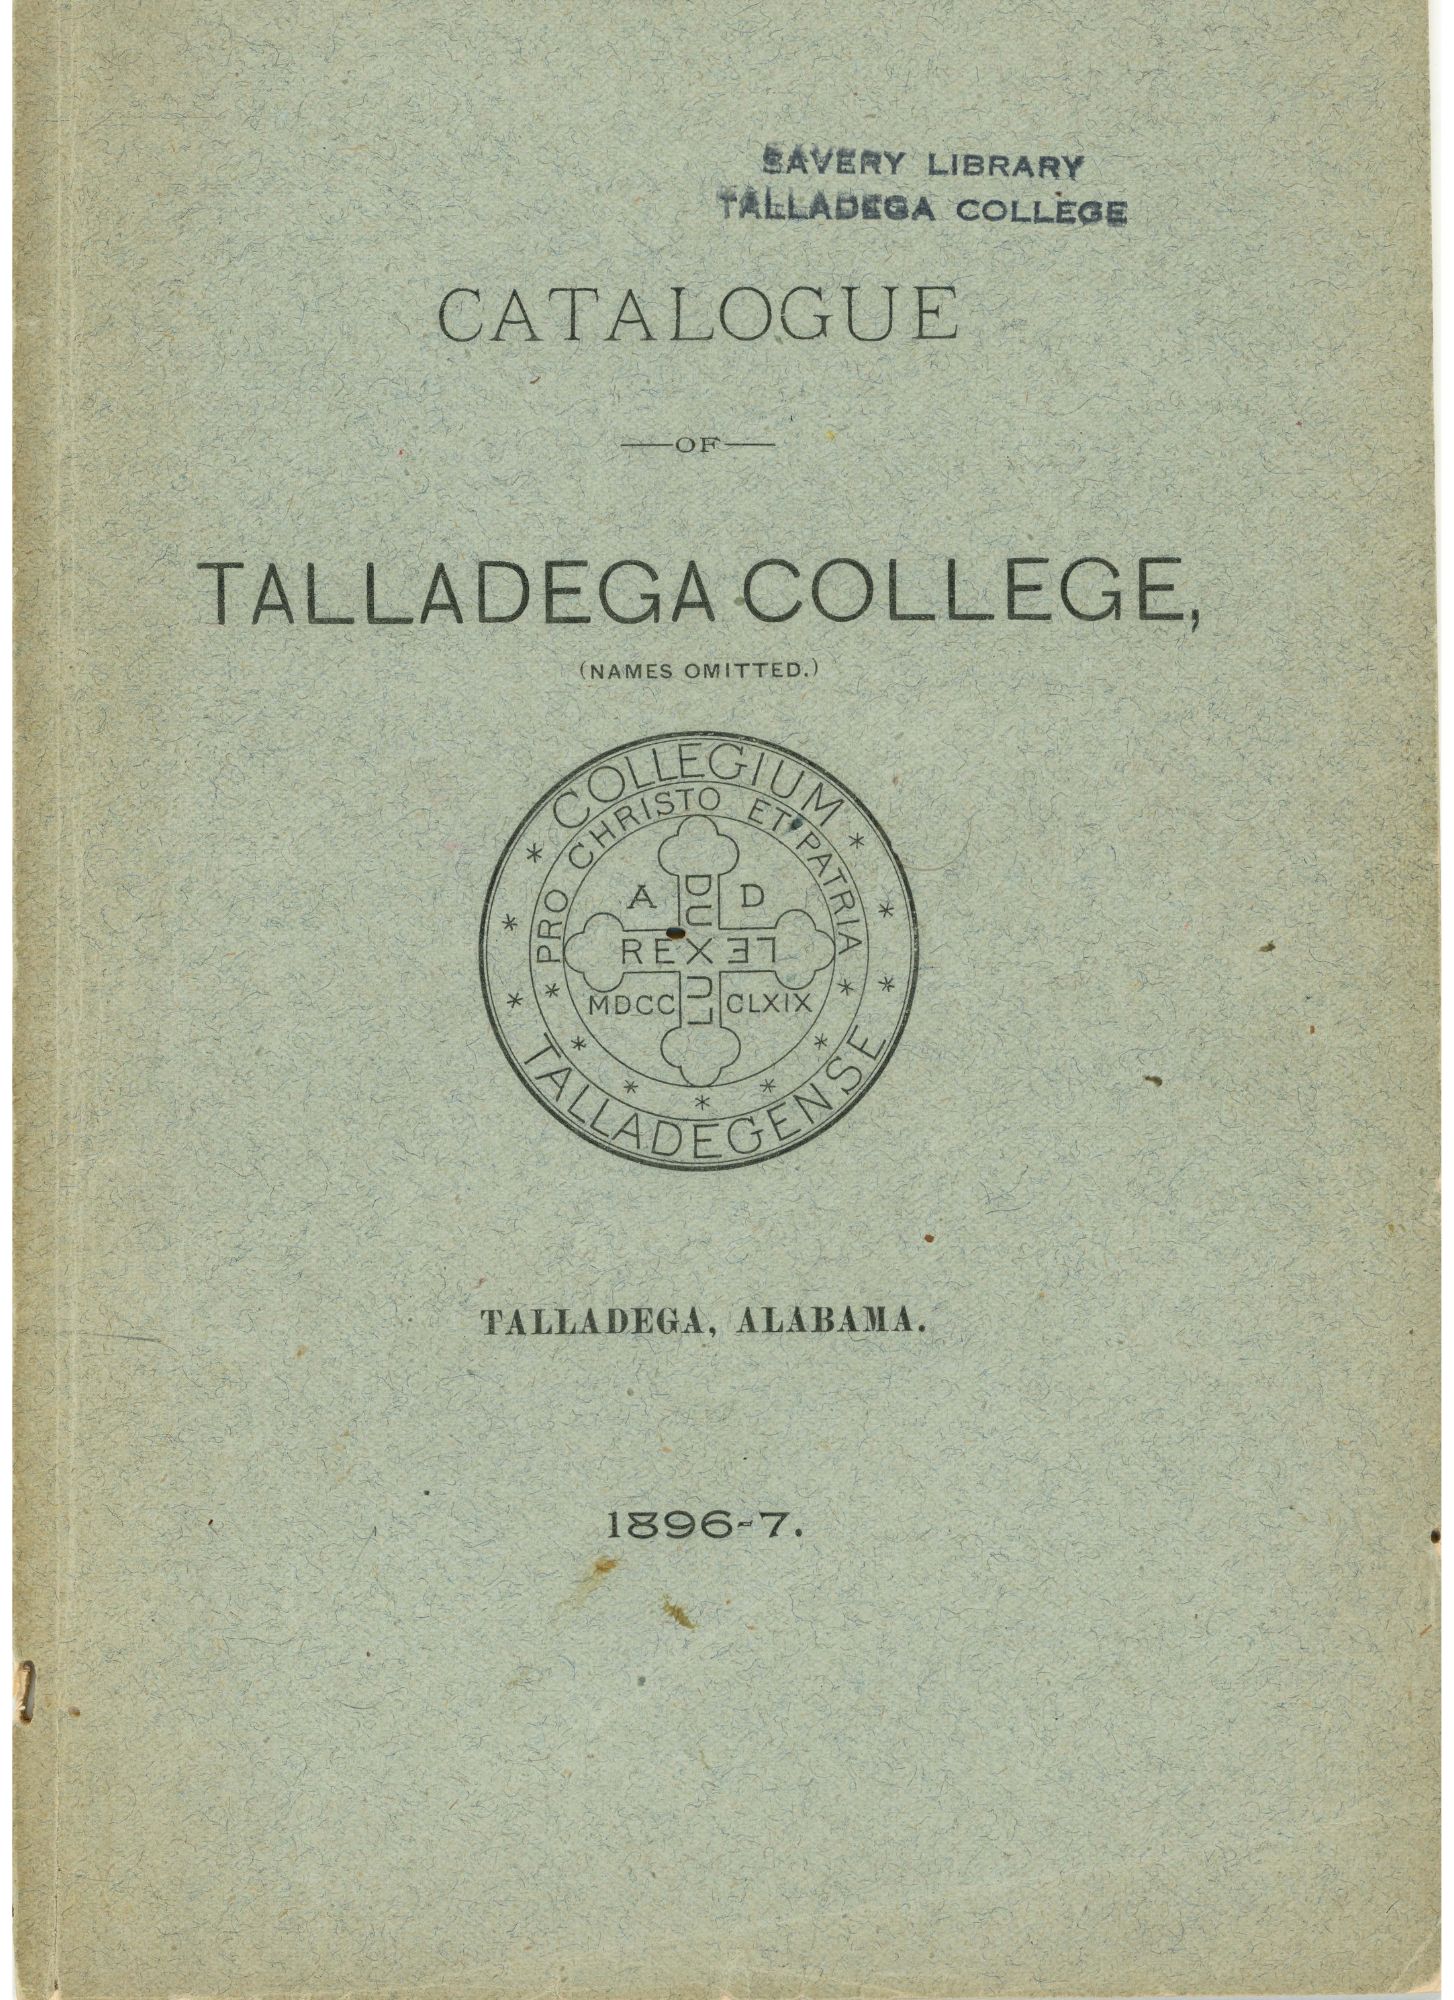 SAVERY LIBRARY
TALLADEGA COLLEGE
CATALOGUE
—OF—
TALLADEGA COLLEGE,
(NAMES OMITTED.)
COLLEGIUM
PRO CHRISTO ET PATRIA
A D
DUX
REX LEX
LUX
MDCC CLXIX
TALLADEGENSE
TALLADEGA, ALABAMA.
1896-7.